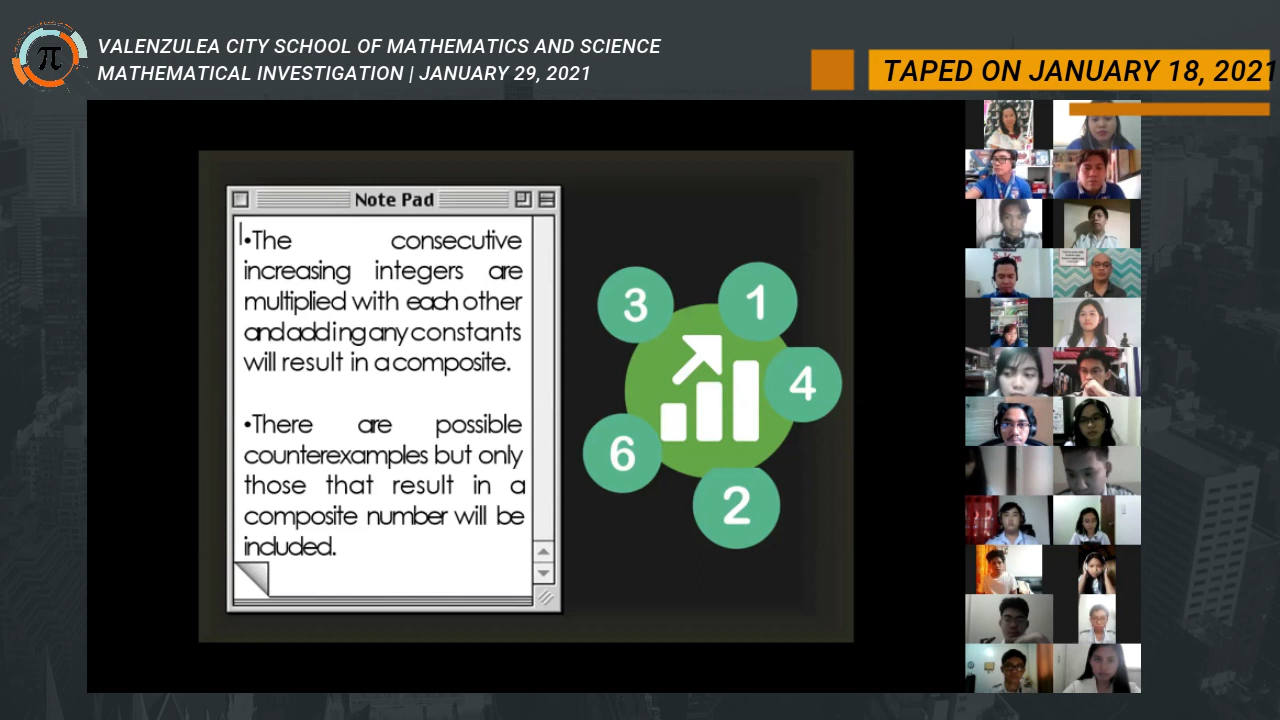 VALENZULEA CITY SCHOOL OF MATHEMATICS AND SCIENCE
MATHEMATICAL INVESTIGATION | JANUARY 29, 2021
TAPED ON JANUARY 18, 2021
π
Note Pad
•The consecutive
increasing integers are
multiplied with each other
and adding any constants
will result in a composite.
•There are possible
counterexamples but only
those that result in a
composite number will be
included.
3
1
4
6
2